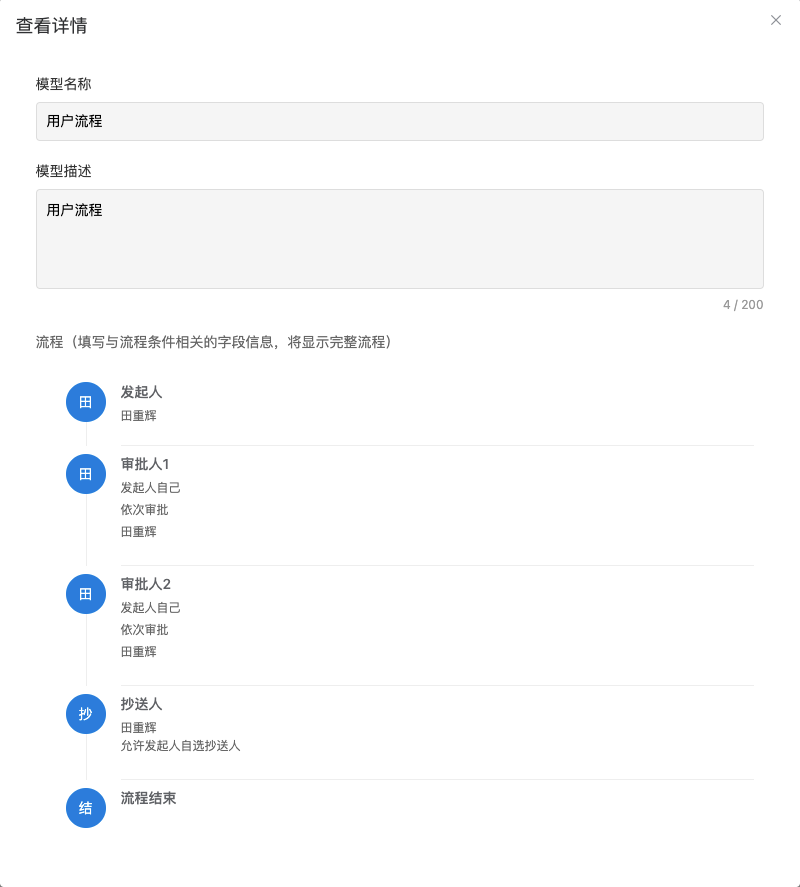 查看详情
模型名称
用户流程
模型描述
用户流程
4 / 200
流程（填写与流程条件相关的字段信息，将显示完整流程）
田
发起人
田重辉
田
审批人1
发起人自己
依次审批
田重辉
田
审批人2
发起人自己
依次审批
田重辉
抄
抄送人
田重辉
允许发起人自选抄送人
结
流程结束